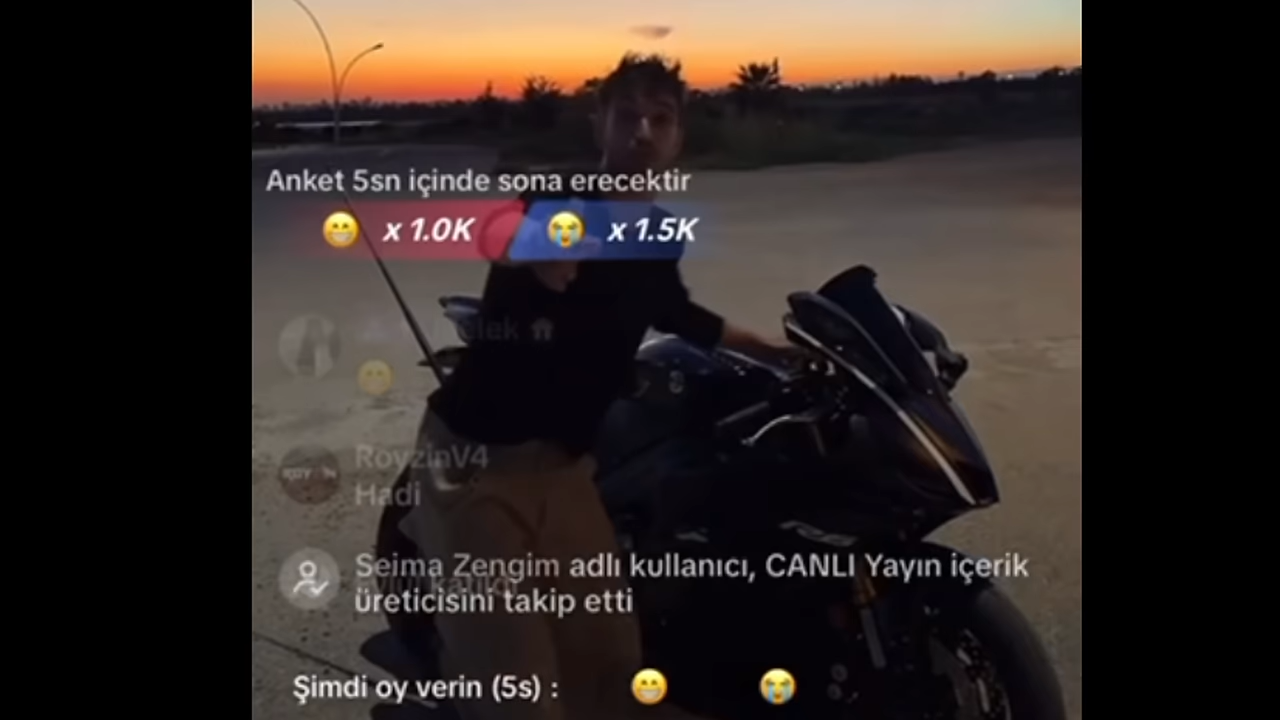 Anket 5sn içinde sona erecektir
😁 x 1.0K 😭 x 1.5K
😁
RoyzinV4
Hadi
Seima Zengim adlı kullanıcı, CANLI Yayın içerik
üreticisini takip etti
Şimdi oy verin (5s) : 😁 😭